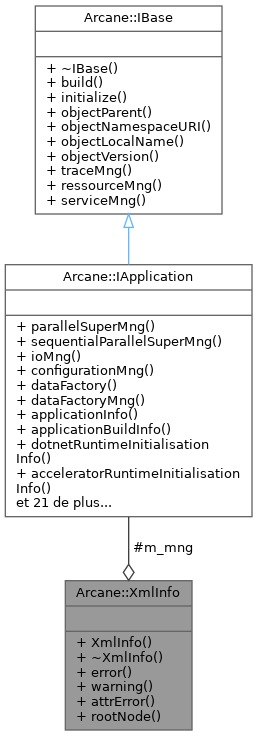 Arcane::IBase
+ ~IBase()
+ build()
+ initialize()
+ objectParent()
+ objectNamespaceURI()
+ objectLocalName()
+ objectVersion()
+ traceMng()
+ ressourceMng()
+ serviceMng()
Arcane::IApplication
+ parallelSuperMng()
+ sequentialParallelSuperMng()
+ ioMng()
+ configurationMng()
+ dataFactory()
+ dataFactoryMng()
+ applicationInfo()
+ applicationBuildInfo()
+ dotnetRuntimeInitialisation
Info()
+ acceleratorRuntimeInitialisation
Info()
et 21 de plus...
#m_mng
Arcane::XmlInfo
+ XmlInfo()
+ ~XmlInfo()
+ error()
+ warning()
+ attrError()
+ rootNode()